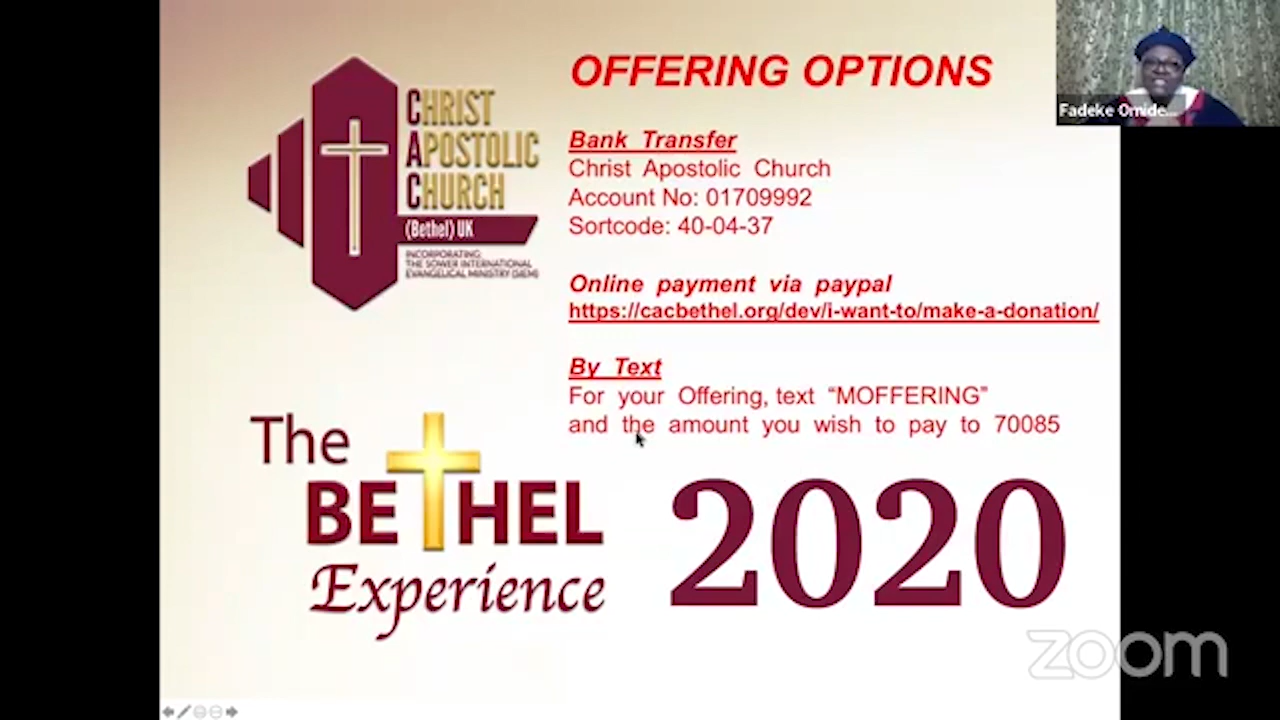 OFFERING OPTIONS
Fadeke Omide...
CHRIST
APOSTOLIC
CHURCH
(Bethel) UK
INCORPORATING:
THE SOWER INTERNATIONAL
EVANGELICAL MINISTRY (SIEM)
Bank Transfer
Christ Apostolic Church
Account No: 01709992
Sortcode: 40-04-37
Online payment via paypal
https://cacbethel.org/dev/i-want-to/make-a-donation/
By Text
For your Offering, text “MOFFERING”
and the amount you wish to pay to 70085
The
BETHEL
Experience
2020
zoom